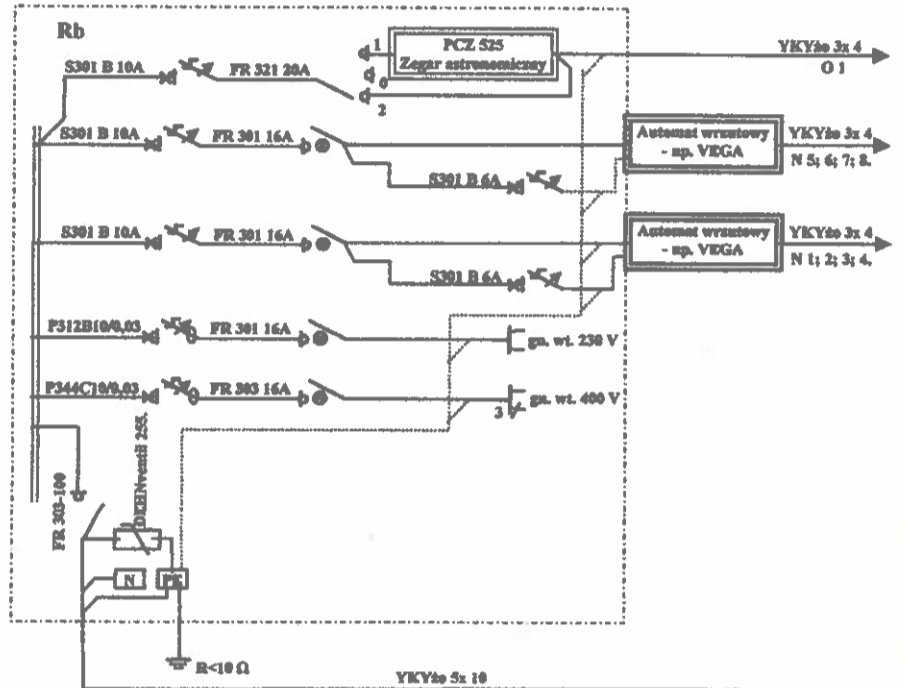 Rb
1
PCZ 525
Zegar astronomiczny
0
2
YKYżo 3x 4
O 1
S301 B 10A
FR 321 20A
S301 B 10A
FR 301 16A
S301 B 6A
Automat wrzutowy
- np. VEGA
YKYżo 3x 4
N 5; 6; 7; 8.
S301 B 10A
FR 301 16A
S301 B 6A
Automat wrzutowy
- np. VEGA
YKYżo 3x 4
N 1; 2; 3; 4.
P312B10/0,03
FR 301 16A
gn. wt. 230 V
P344C10/0,03
FR 303 16A
3
gn. wt. 400 V
FR 303-100
DEHNventil 255.
N
PE
R<10 Ω
YKYżo 5x 10